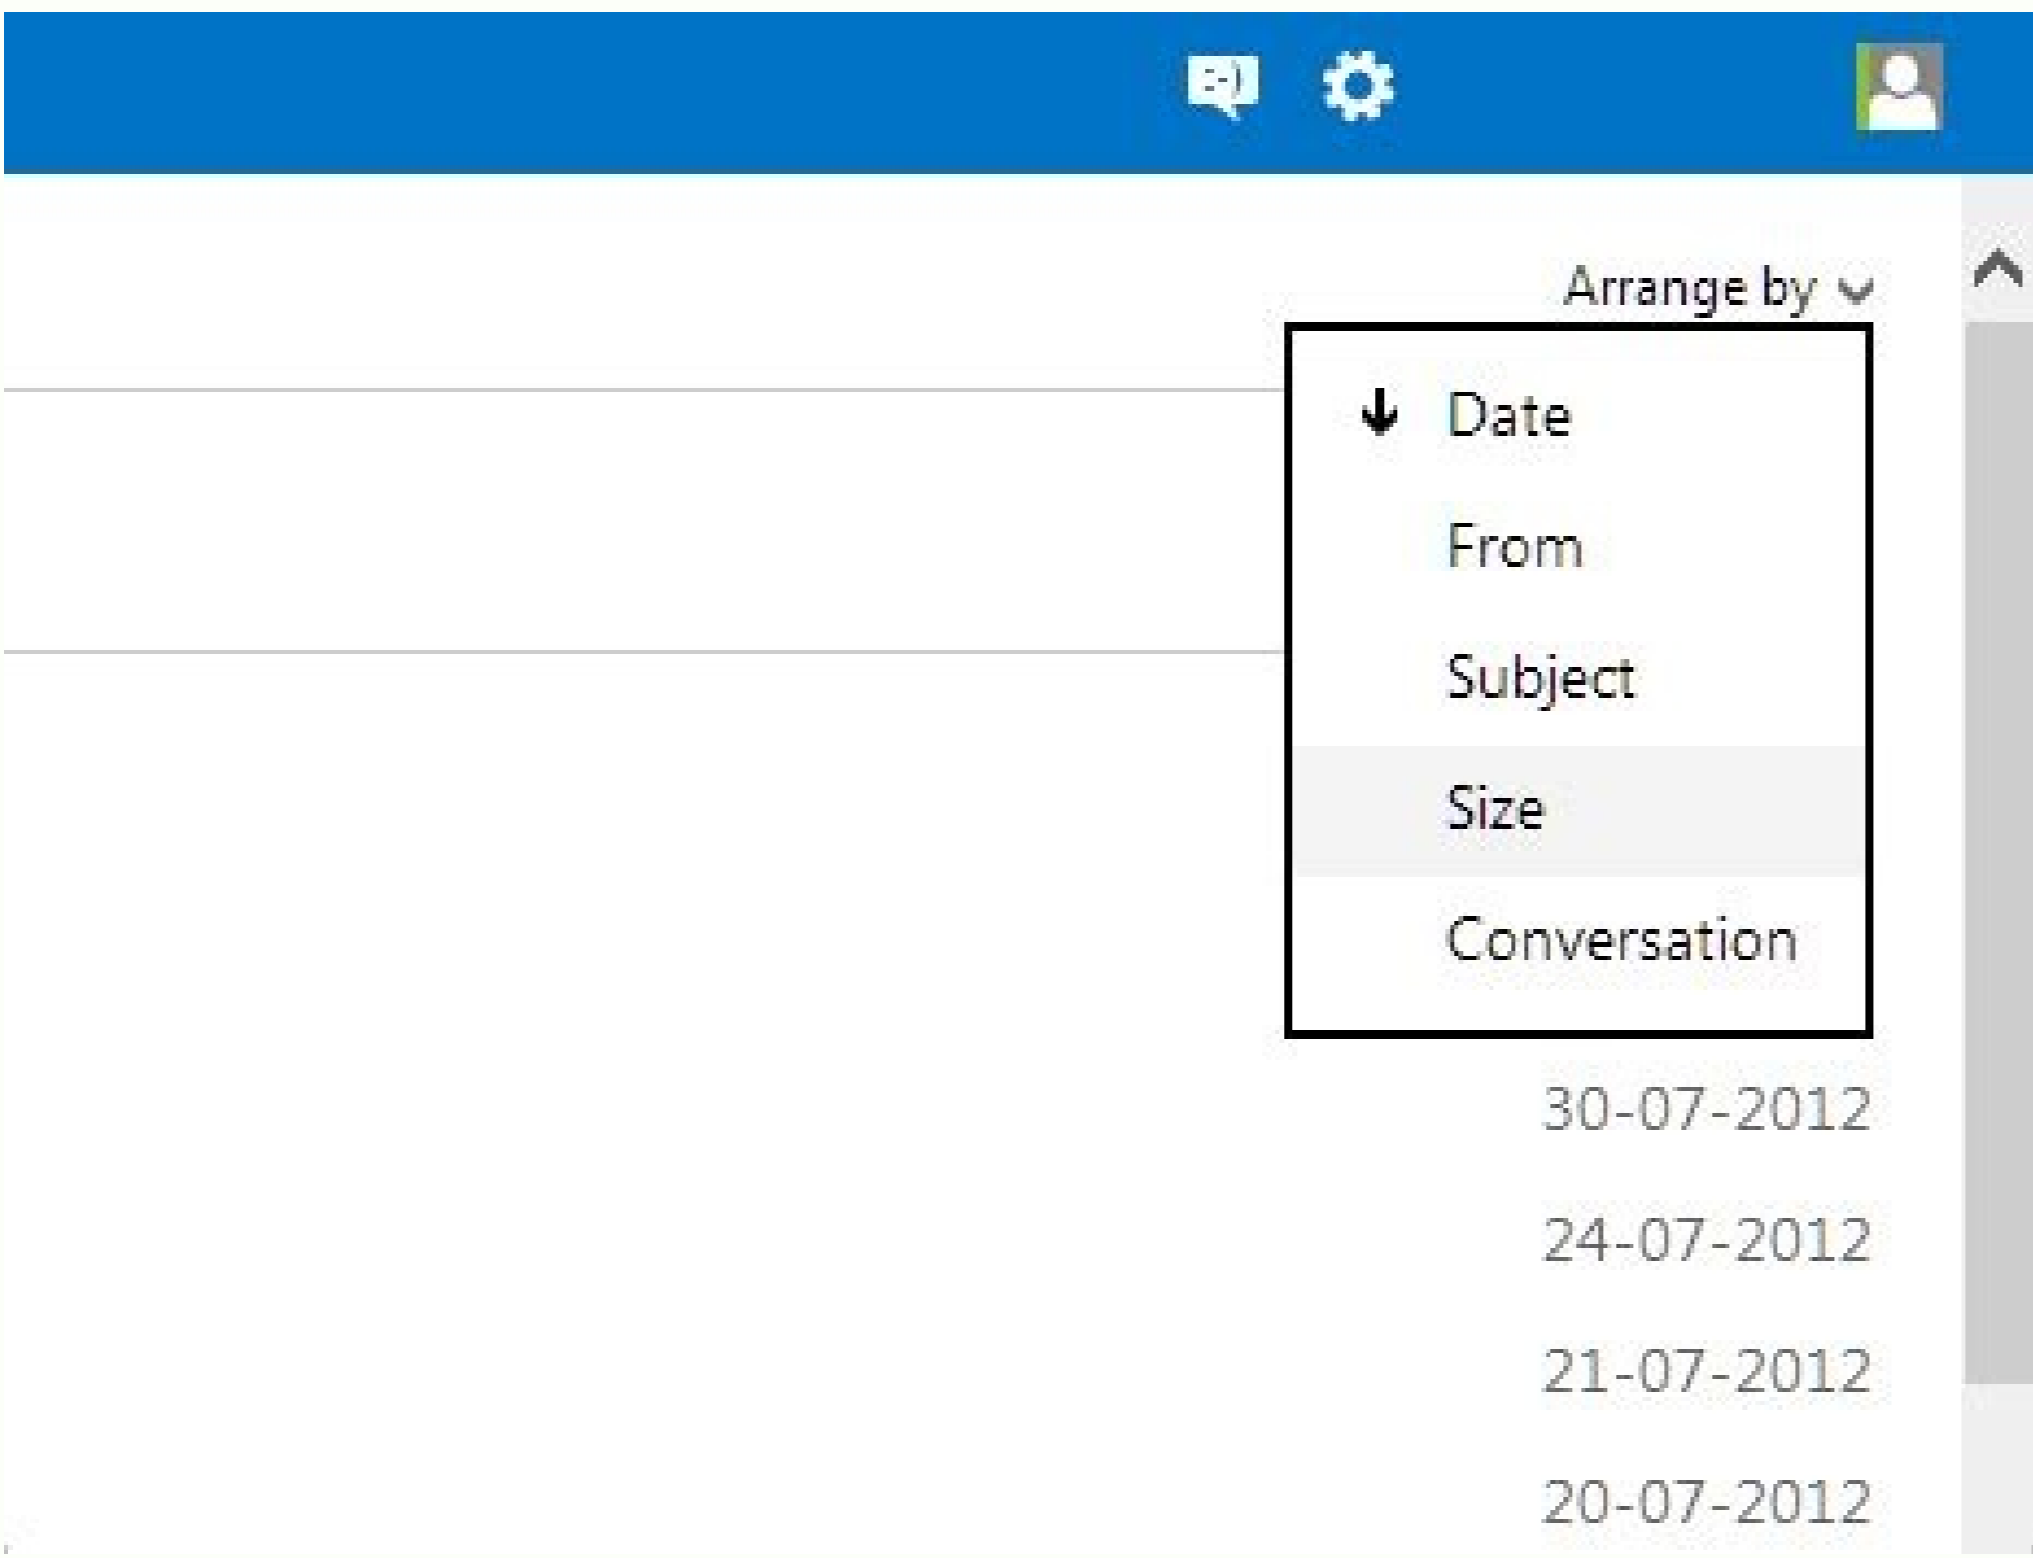 :-)
Arrange by
Date
From
Subject
Size
Conversation
30-07-2012
24-07-2012
21-07-2012
20-07-2012